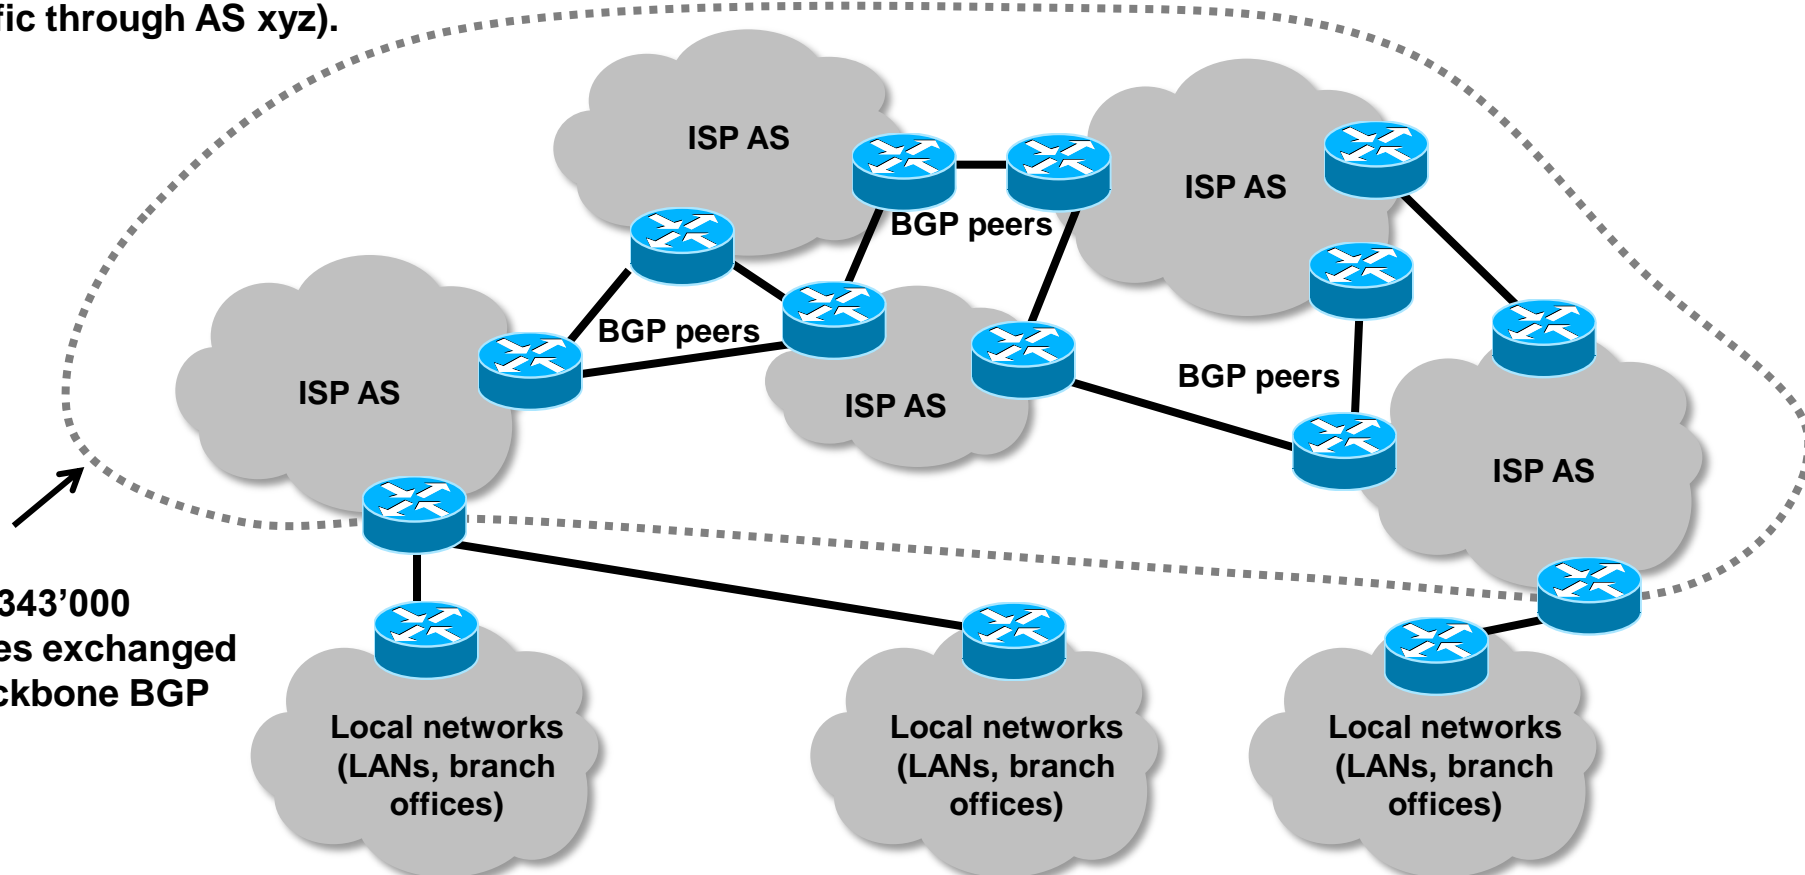 fic through AS xyz).
ISP AS
ISP AS
BGP peers
BGP peers
ISP AS
ISP AS
BGP peers
ISP AS
343’000
es exchanged
ckbone BGP
Local networks
(LANs, branch
offices)
Local networks
(LANs, branch
offices)
Local networks
(LANs, branch
offices)